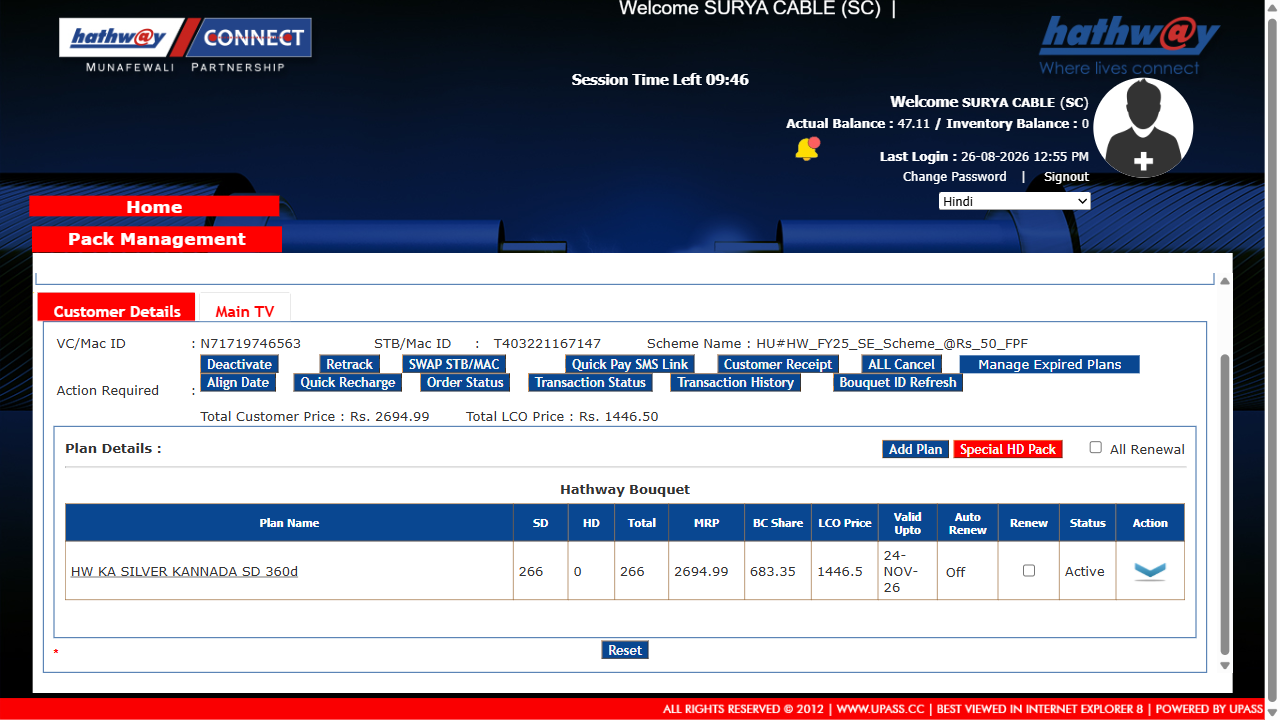 Welcome SURYA CABLE (SC) |
hathw@y CONNECT
MUNAFEWALI PARTNERSHIP
hathw@y
Where lives connect
Session Time Left 09:46
Welcome SURYA CABLE (SC)
Actual Balance : 47.11 / Inventory Balance : 0
Last Login : 26-08-2026 12:55 PM
Change Password | Signout
Hindi
Home
Pack Management
Customer Details Main TV
VC/Mac ID : N71719746563 STB/Mac ID : T403221167147 Scheme Name : HU#HW_FY25_SE_Scheme_@Rs_50_FPF
Deactivate Retrack SWAP STB/MAC Quick Pay SMS Link Customer Receipt ALL Cancel Manage Expired Plans
Align Date Quick Recharge Order Status Transaction Status Transaction History Bouquet ID Refresh
Action Required :
Total Customer Price : Rs. 2694.99 Total LCO Price : Rs. 1446.50
Plan Details : Add Plan Special HD Pack All Renewal
Hathway Bouquet
Plan Name SD HD Total MRP BC Share LCO Price Valid Upto Auto Renew Renew Status Action
HW KA SILVER KANNADA SD 360d 266 0 266 2694.99 683.35 1446.5 24-NOV-26 Off Active
* Reset
ALL RIGHTS RESERVED © 2012 | WWW.UPASS.CC | BEST VIEWED IN INTERNET EXPLORER 8 | POWERED BY UPASS